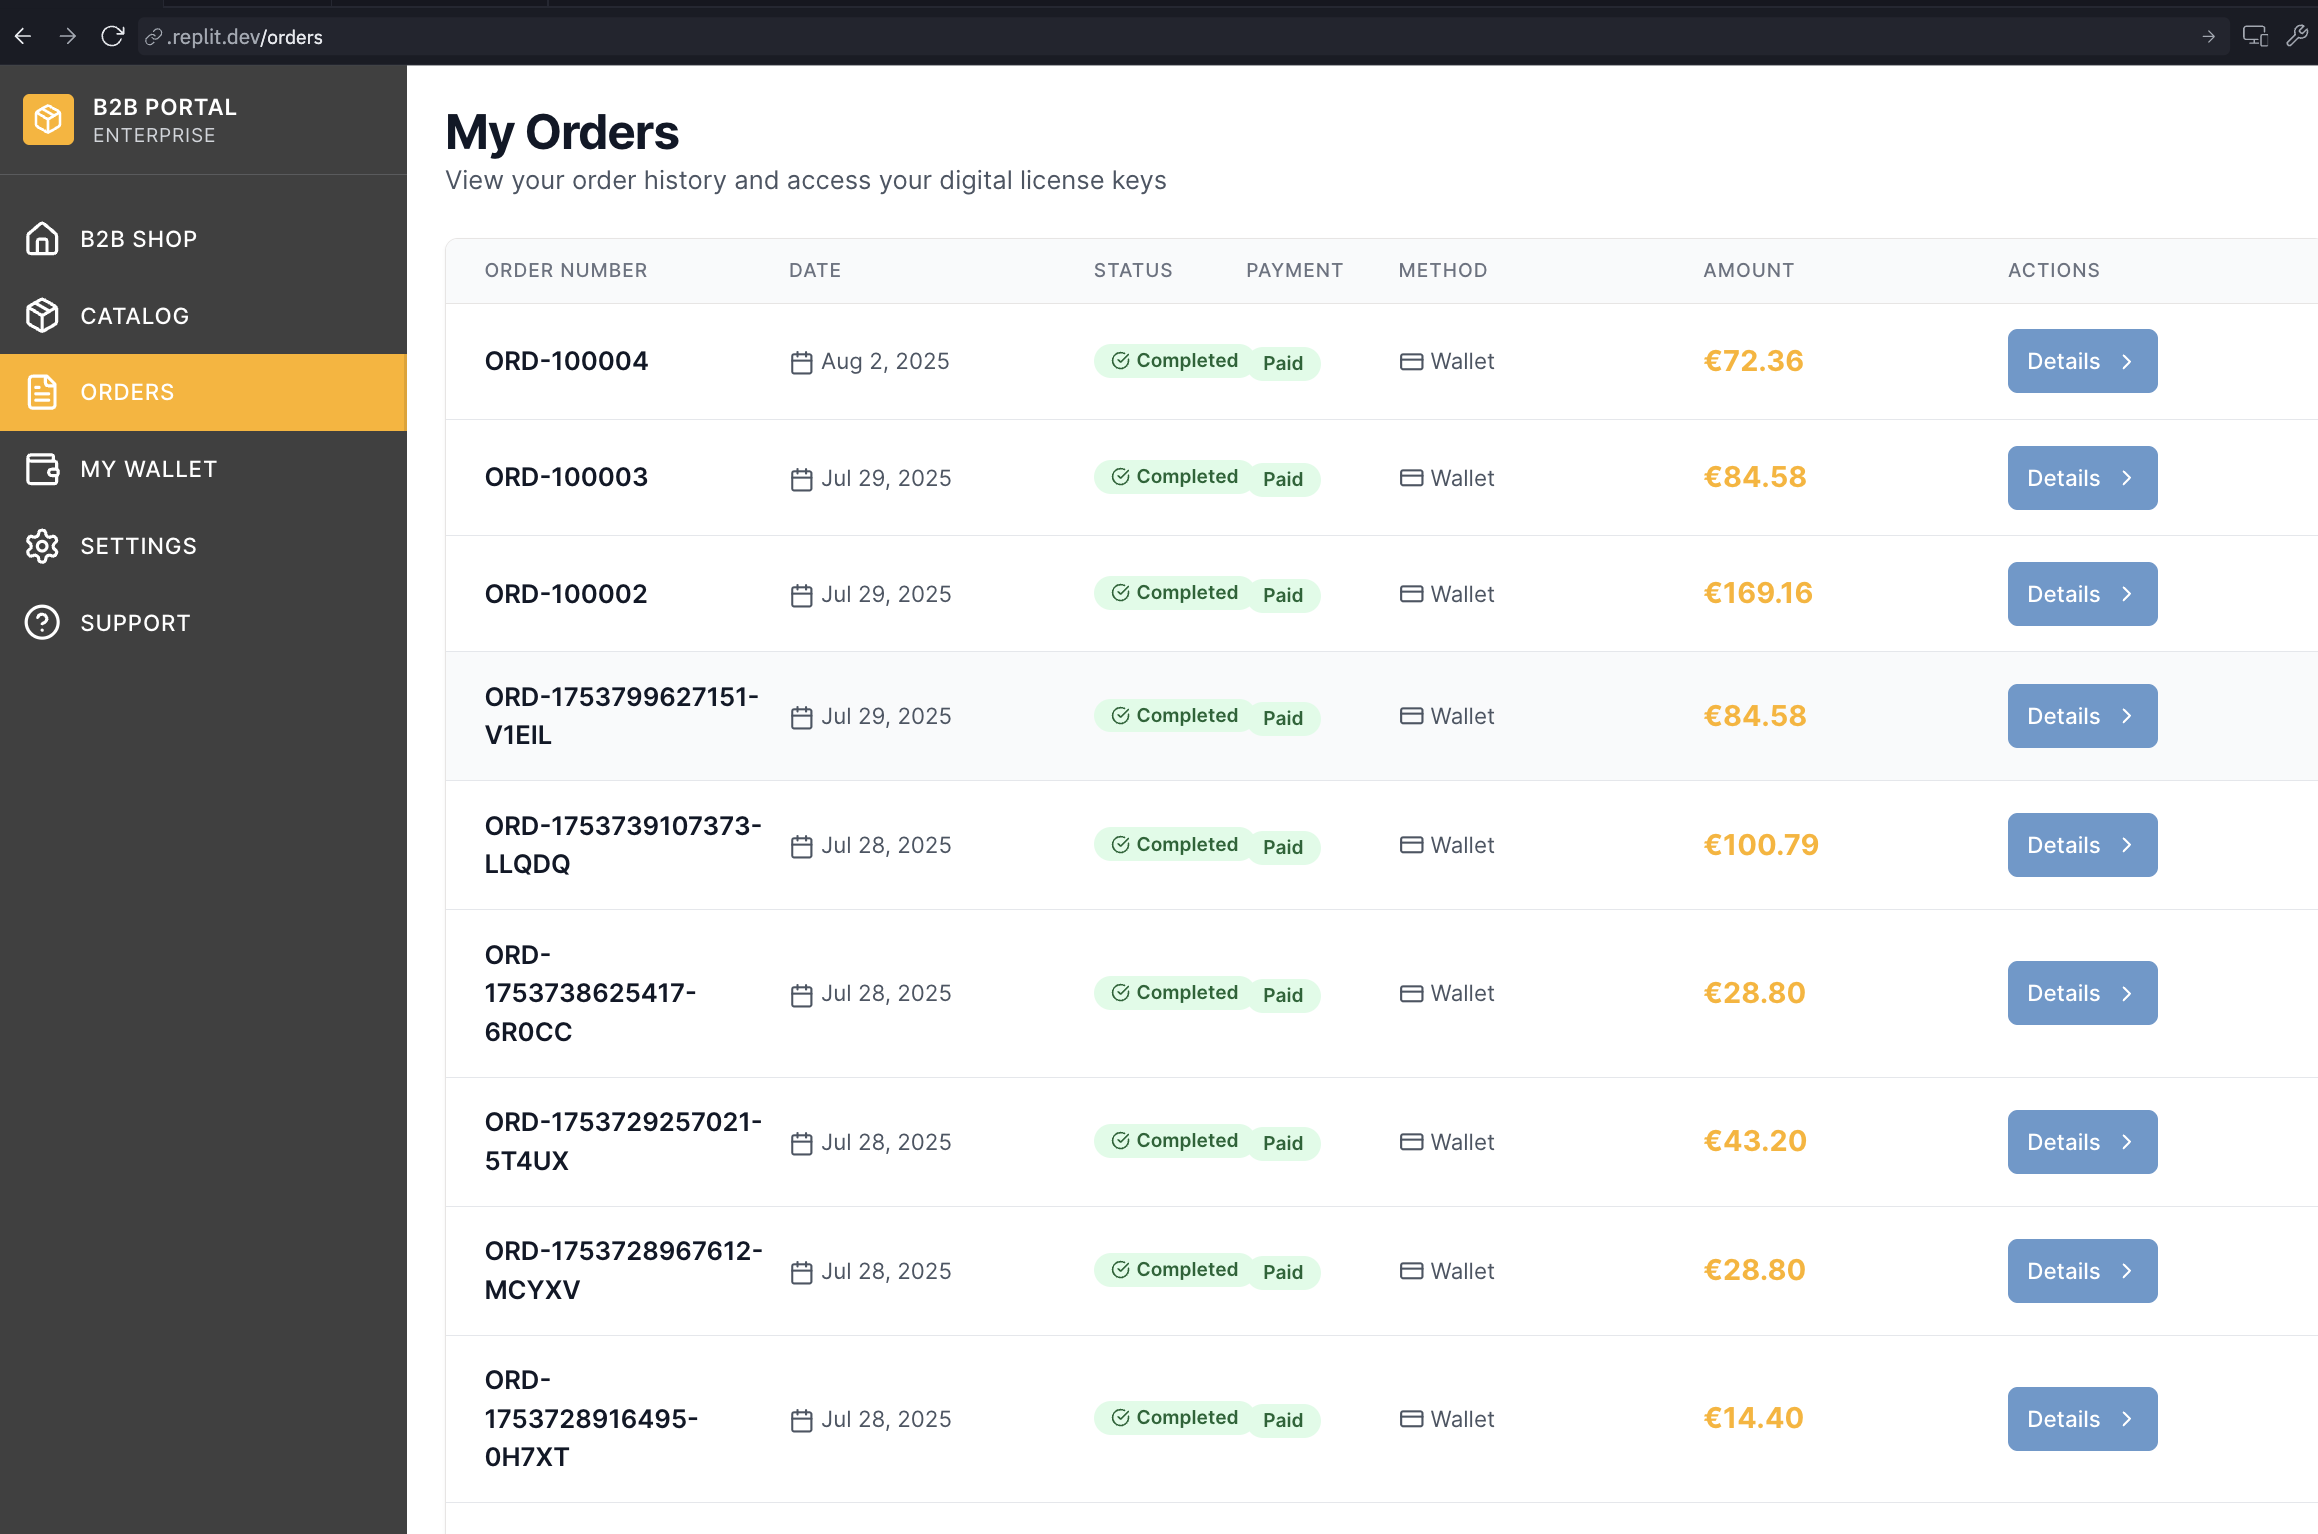 .replit.dev/orders
B2B PORTAL
ENTERPRISE
B2B SHOP
CATALOG
ORDERS
MY WALLET
SETTINGS
SUPPORT
My Orders
View your order history and access your digital license keys
ORDER NUMBER DATE STATUS PAYMENT METHOD AMOUNT ACTIONS
ORD-100004 Aug 2, 2025 Completed Paid Wallet €72.36 Details
ORD-100003 Jul 29, 2025 Completed Paid Wallet €84.58 Details
ORD-100002 Jul 29, 2025 Completed Paid Wallet €169.16 Details
ORD-1753799627151-
V1EIL
Jul 29, 2025 Completed Paid Wallet €84.58 Details
ORD-1753739107373-
LLQDQ
Jul 28, 2025 Completed Paid Wallet €100.79 Details
ORD-
1753738625417-
6R0CC
Jul 28, 2025 Completed Paid Wallet €28.80 Details
ORD-1753729257021-
5T4UX
Jul 28, 2025 Completed Paid Wallet €43.20 Details
ORD-1753728967612-
MCYXV
Jul 28, 2025 Completed Paid Wallet €28.80 Details
ORD-
1753728916495-
0H7XT
Jul 28, 2025 Completed Paid Wallet €14.40 Details